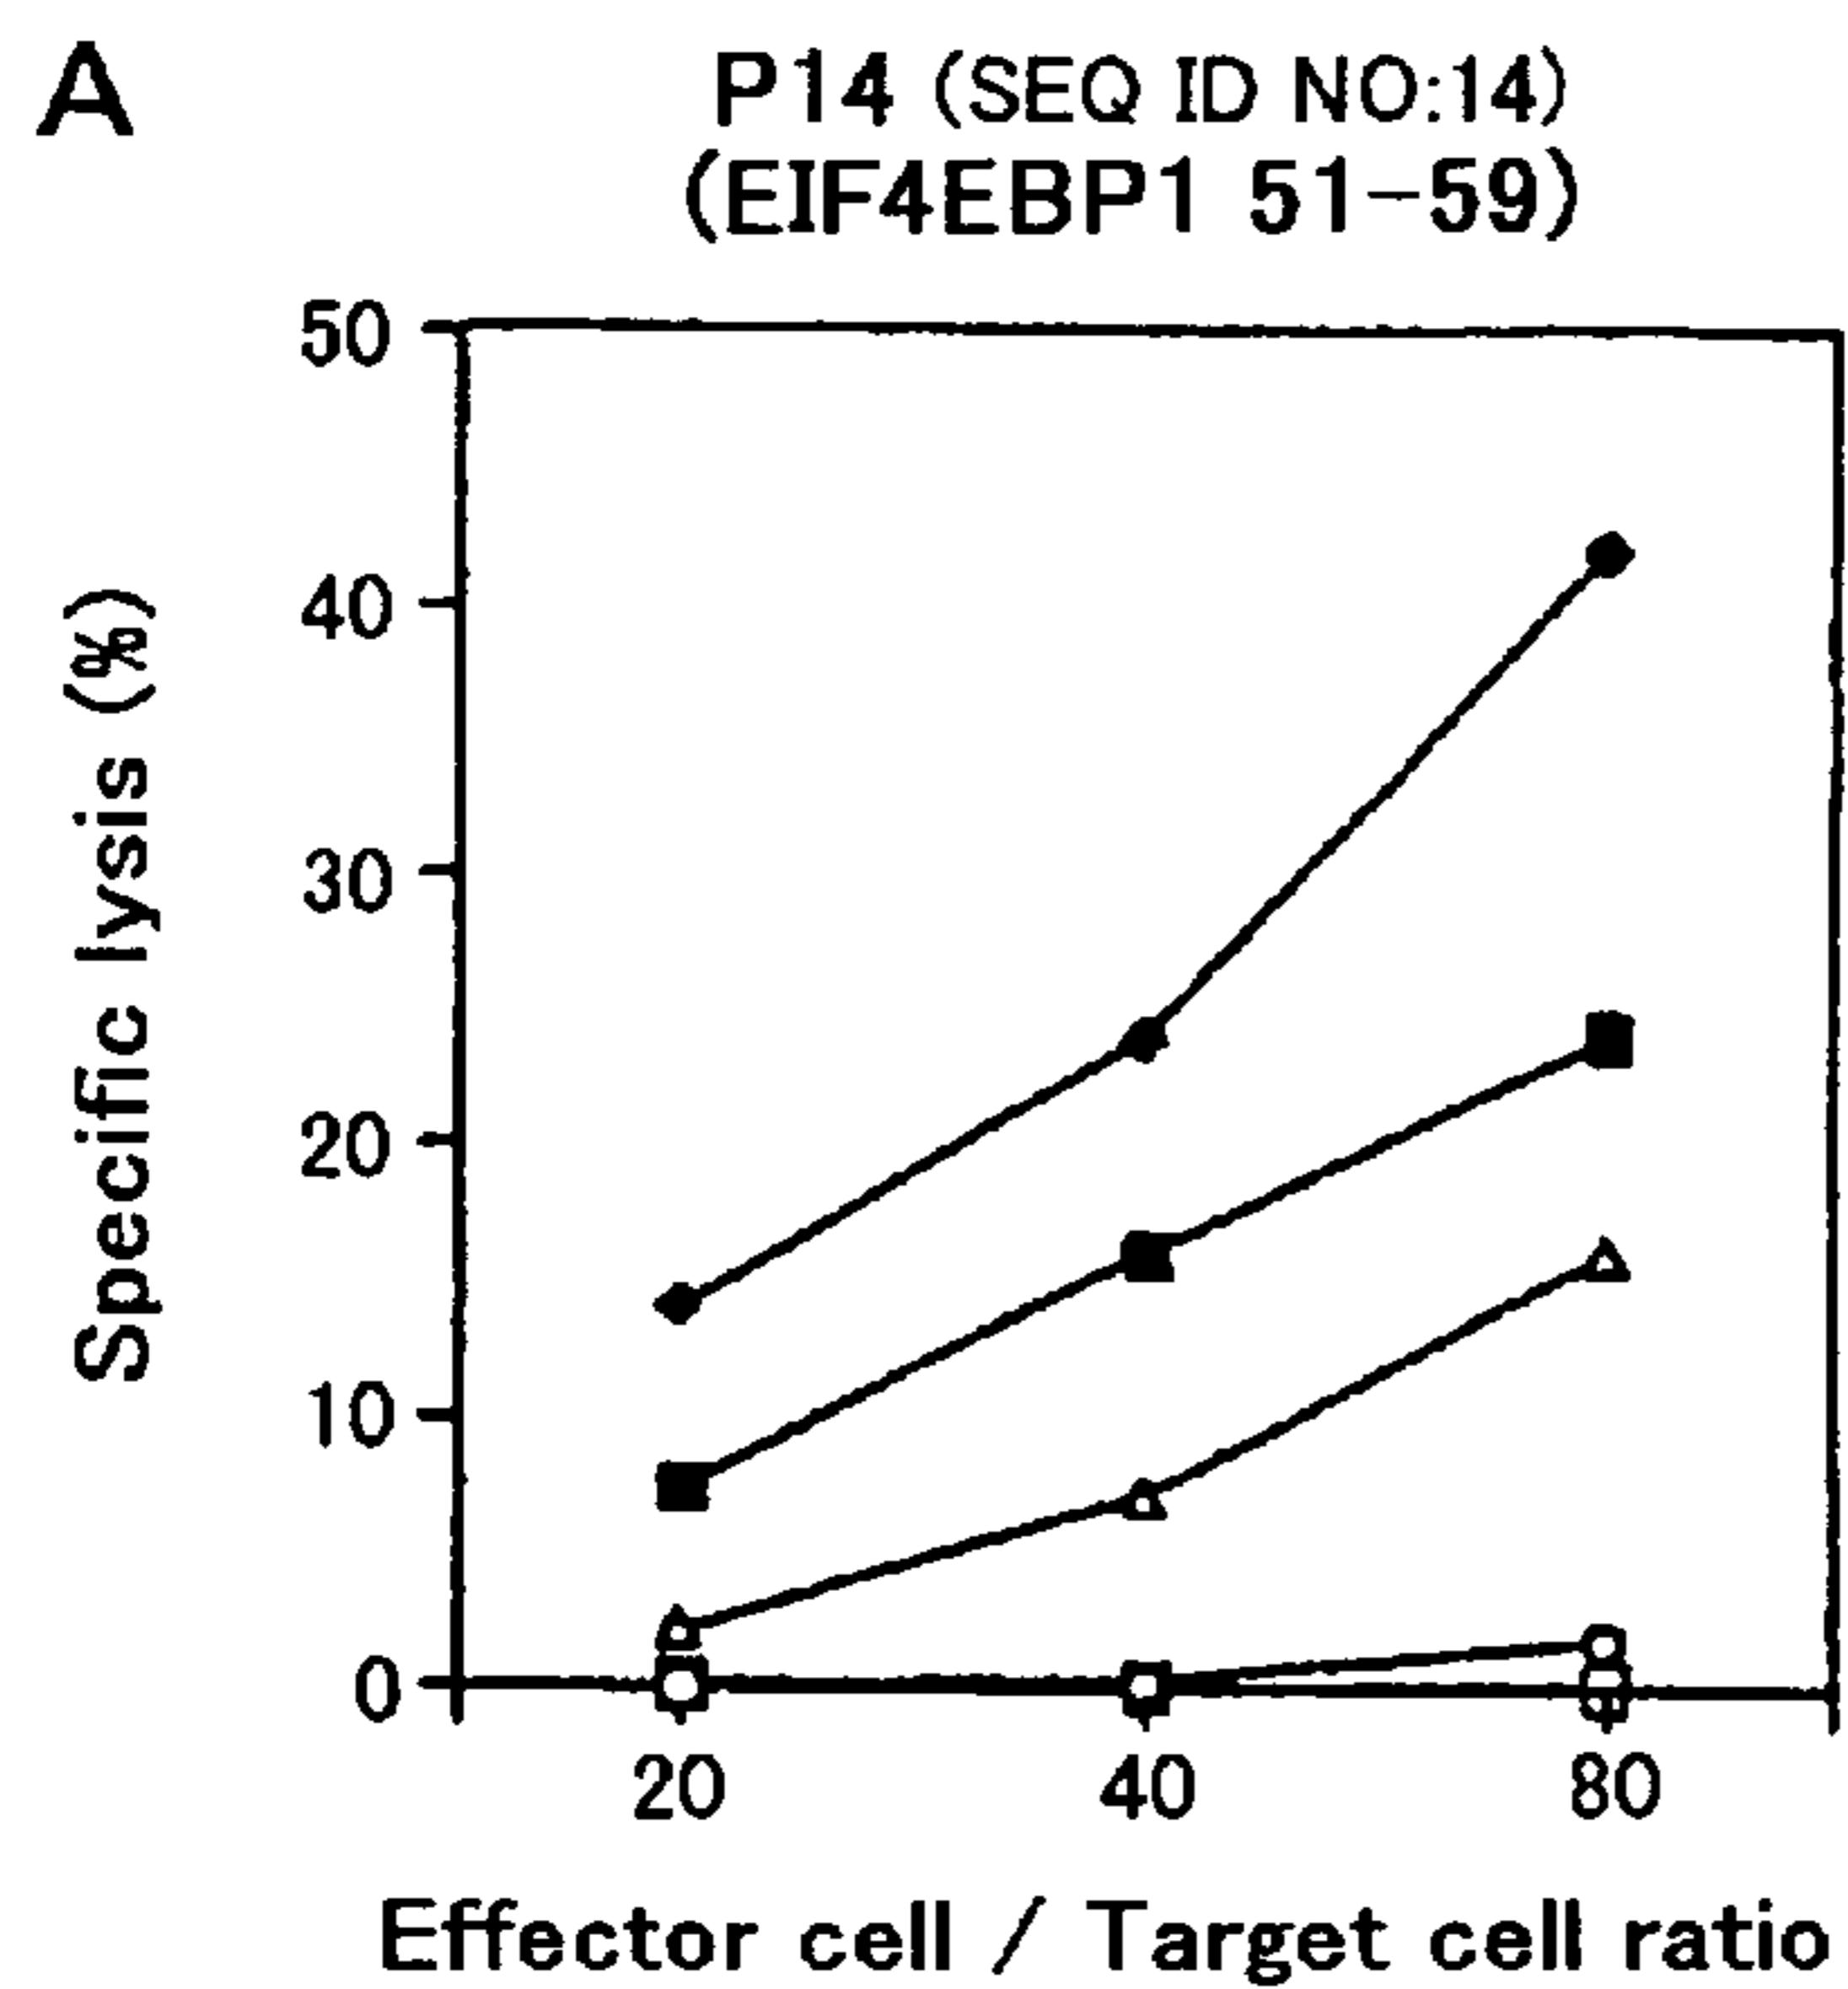 A
P14 (SEQ ID NO:14)
(EIF4EBP1 51-59)
50
40
30
20
10
0
Specific lysis (%)
20 40 80
Effector cell / Target cell ratio